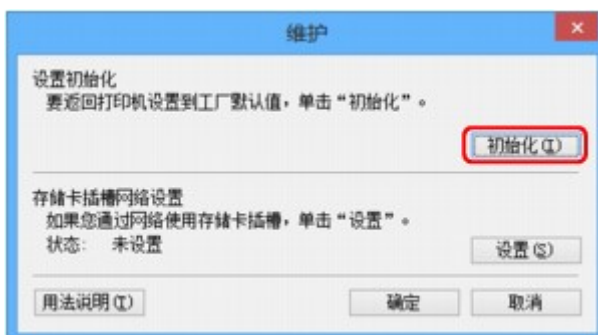 维护
设置初始化
要返回打印机设置到工厂默认值，单击“初始化”。
初始化(I)
存储卡插槽网络设置
如果您通过网络使用存储卡插槽，单击“设置”。
状态： 未设置
设置(S)
用法说明(I)
确定
取消